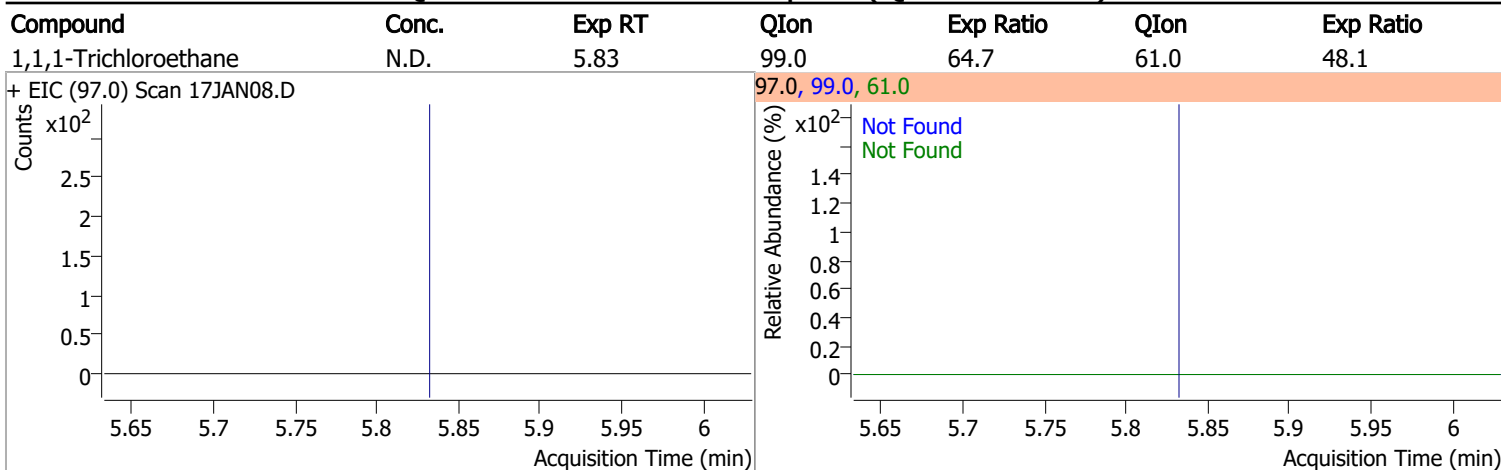 Compound Conc. Exp RT QIon Exp Ratio QIon Exp Ratio
1,1,1-Trichloroethane N.D. 5.83 99.0 64.7 61.0 48.1
+ EIC (97.0) Scan 17JAN08.D
Counts
x10²
2.5
2
1.5
1
0.5
0
5.65 5.7 5.75 5.8 5.85 5.9 5.95 6
Acquisition Time (min)
97.0, 99.0, 61.0
Relative Abundance (%)
x10²
Not Found
Not Found
1.4
1.2
1
0.8
0.6
0.4
0.2
0
5.65 5.7 5.75 5.8 5.85 5.9 5.95 6
Acquisition Time (min)